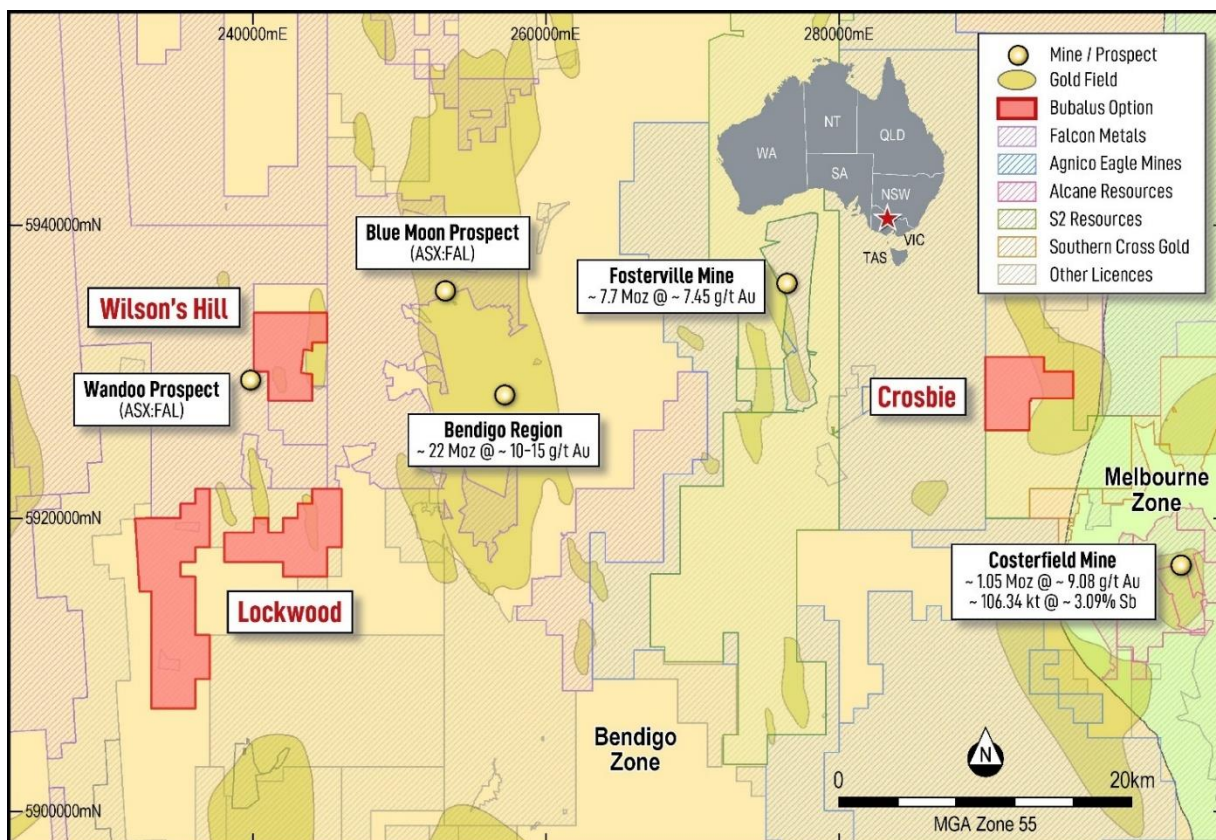 240000mE
260000mE
280000mE
Mine / Prospect
Gold Field
Bubalus Option
Falcon Metals
Agnico Eagle Mines
Alcane Resources
S2 Resources
Southern Cross Gold
Other Licences
NT
QLD
WA
SA
NSW
VIC
TAS
5940000mN
Blue Moon Prospect
(ASX:FAL)
Fosterville Mine
~ 7.7 Moz @ ~ 7.45 g/t Au
Wilson's Hill
Wandoo Prospect
(ASX:FAL)
Crosbie
Bendigo Region
~ 22 Moz @ ~ 10-15 g/t Au
Melbourne
Zone
5920000mN
Costerfield Mine
~ 1.05 Moz @ ~ 9.08 g/t Au
~ 106.34 kt @ ~ 3.09% Sb
Lockwood
Bendigo
Zone
N
0
20km
MGA Zone 55
5900000mN